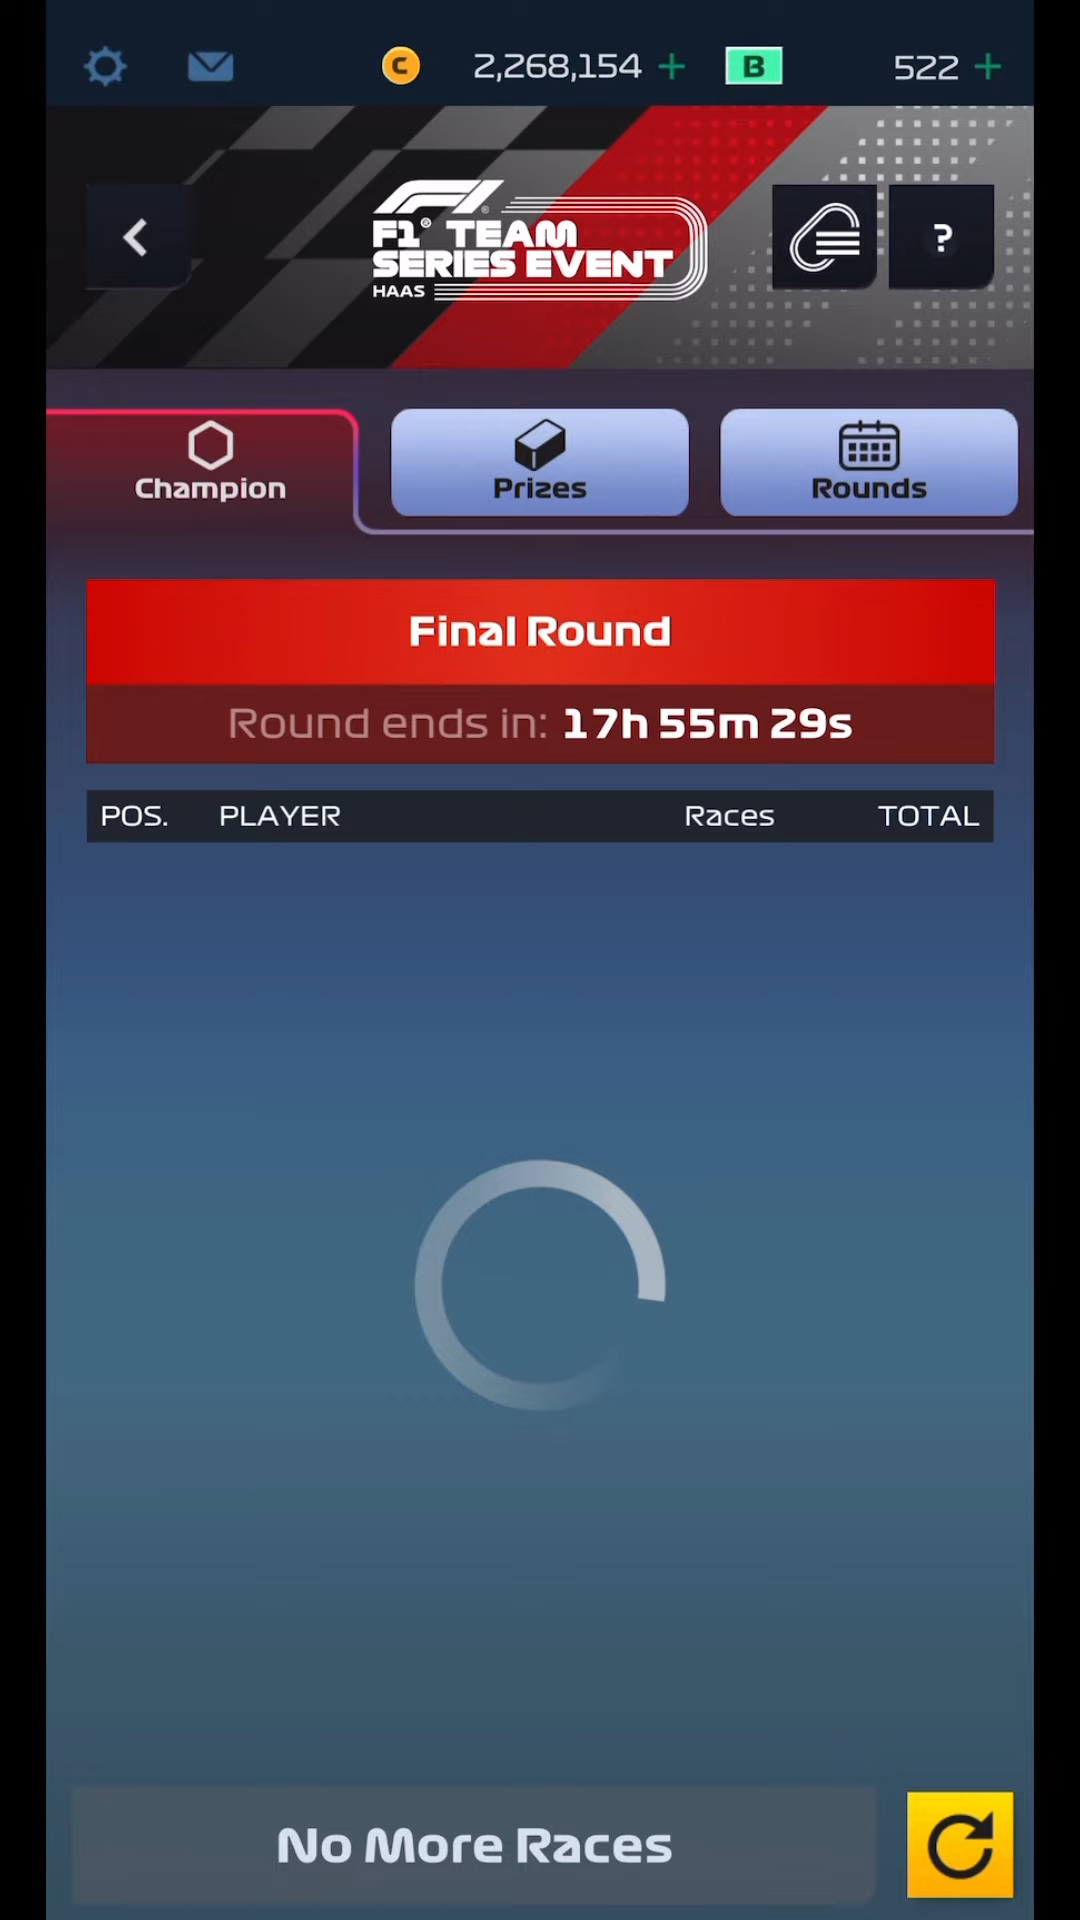 C 2,268,154 + B 522 +
F1® TEAM
SERIES EVENT
HAAS
?
Champion
Prizes
Rounds
Final Round
Round ends in: 17h 55m 29s
POS. PLAYER Races TOTAL
No More Races